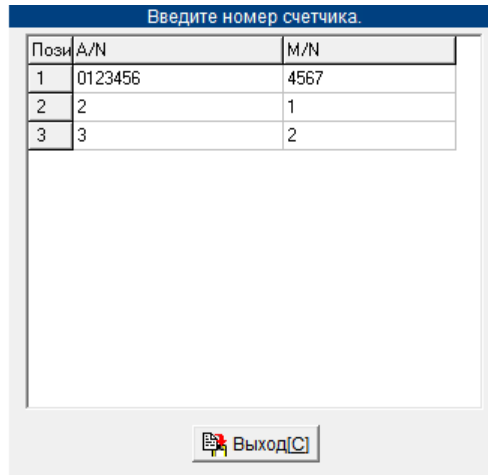 Введите номер счетчика.
Пози A/N M/N
1 0123456 4567
2 2 1
3 3 2
Выход[C]